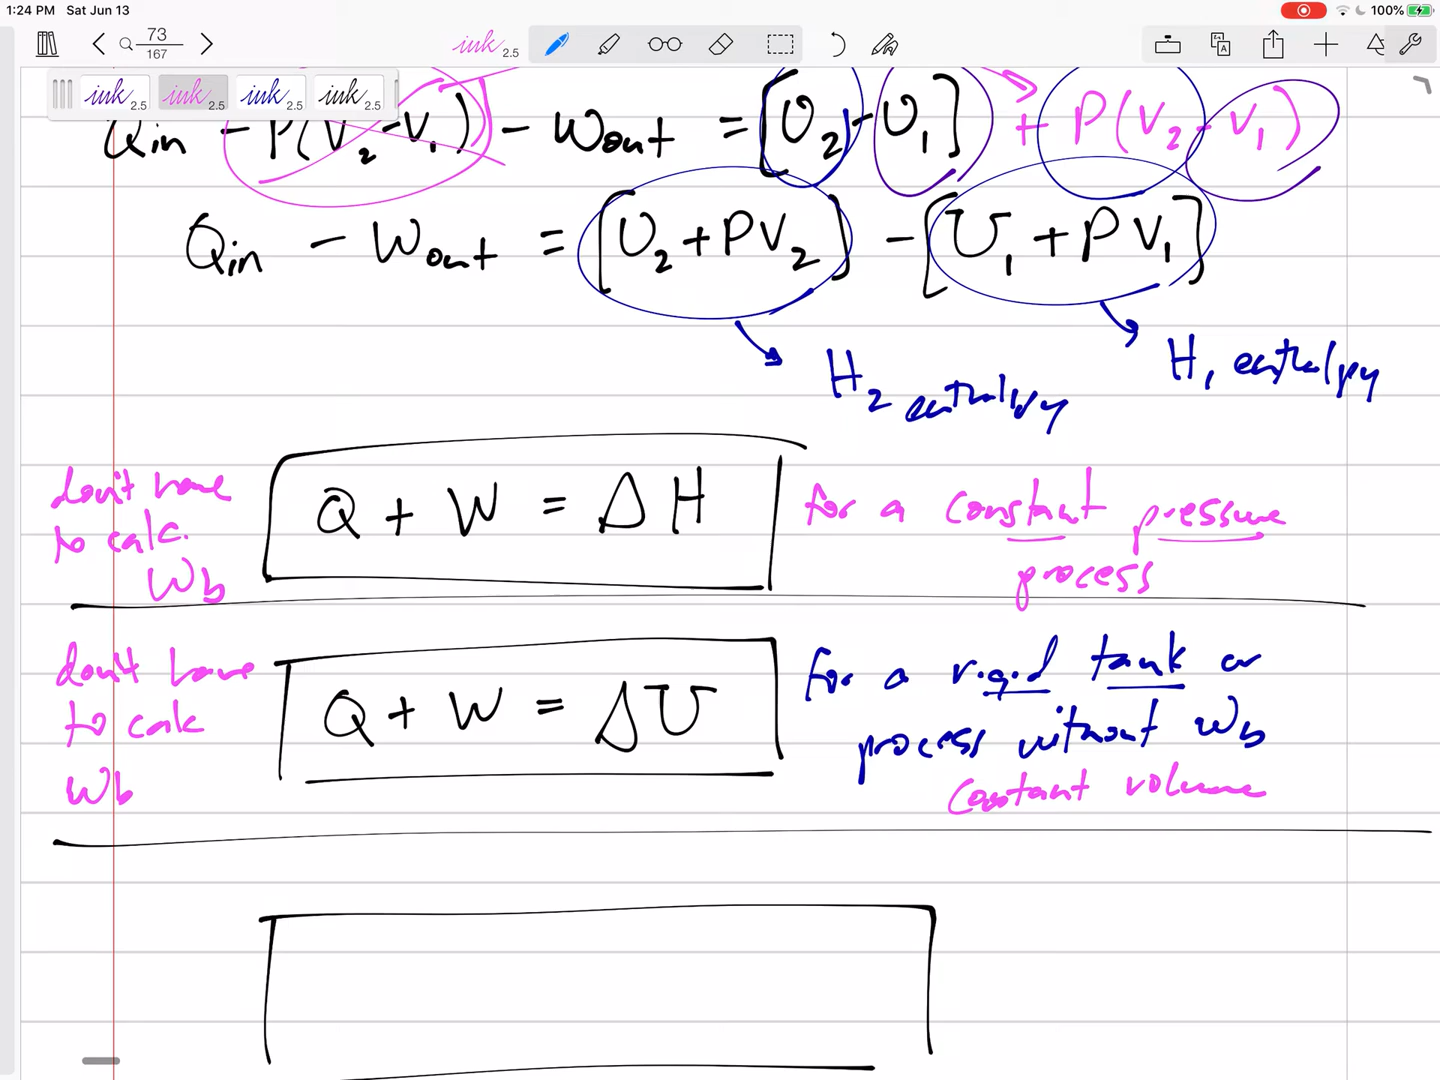 1:24 PM Sat Jun 13
100%
73
167
ink 2.5
ink 2.5
ink 2.5
ink 2.5
ink 2.5
Qin - P(V2 - V1) - Wout = [U2 - U1] + P(V2 - V1)
Qin - Wout = [U2 + PV2] - [U1 + PV1]
H2 enthalpy
H1 enthalpy
don't have
to calc.
Wb
Q + W = ΔH
for a constant pressure
process
don't have
to calc
Wb
Q + W = ΔU
for a rigid tank or
process without Wb
constant volume